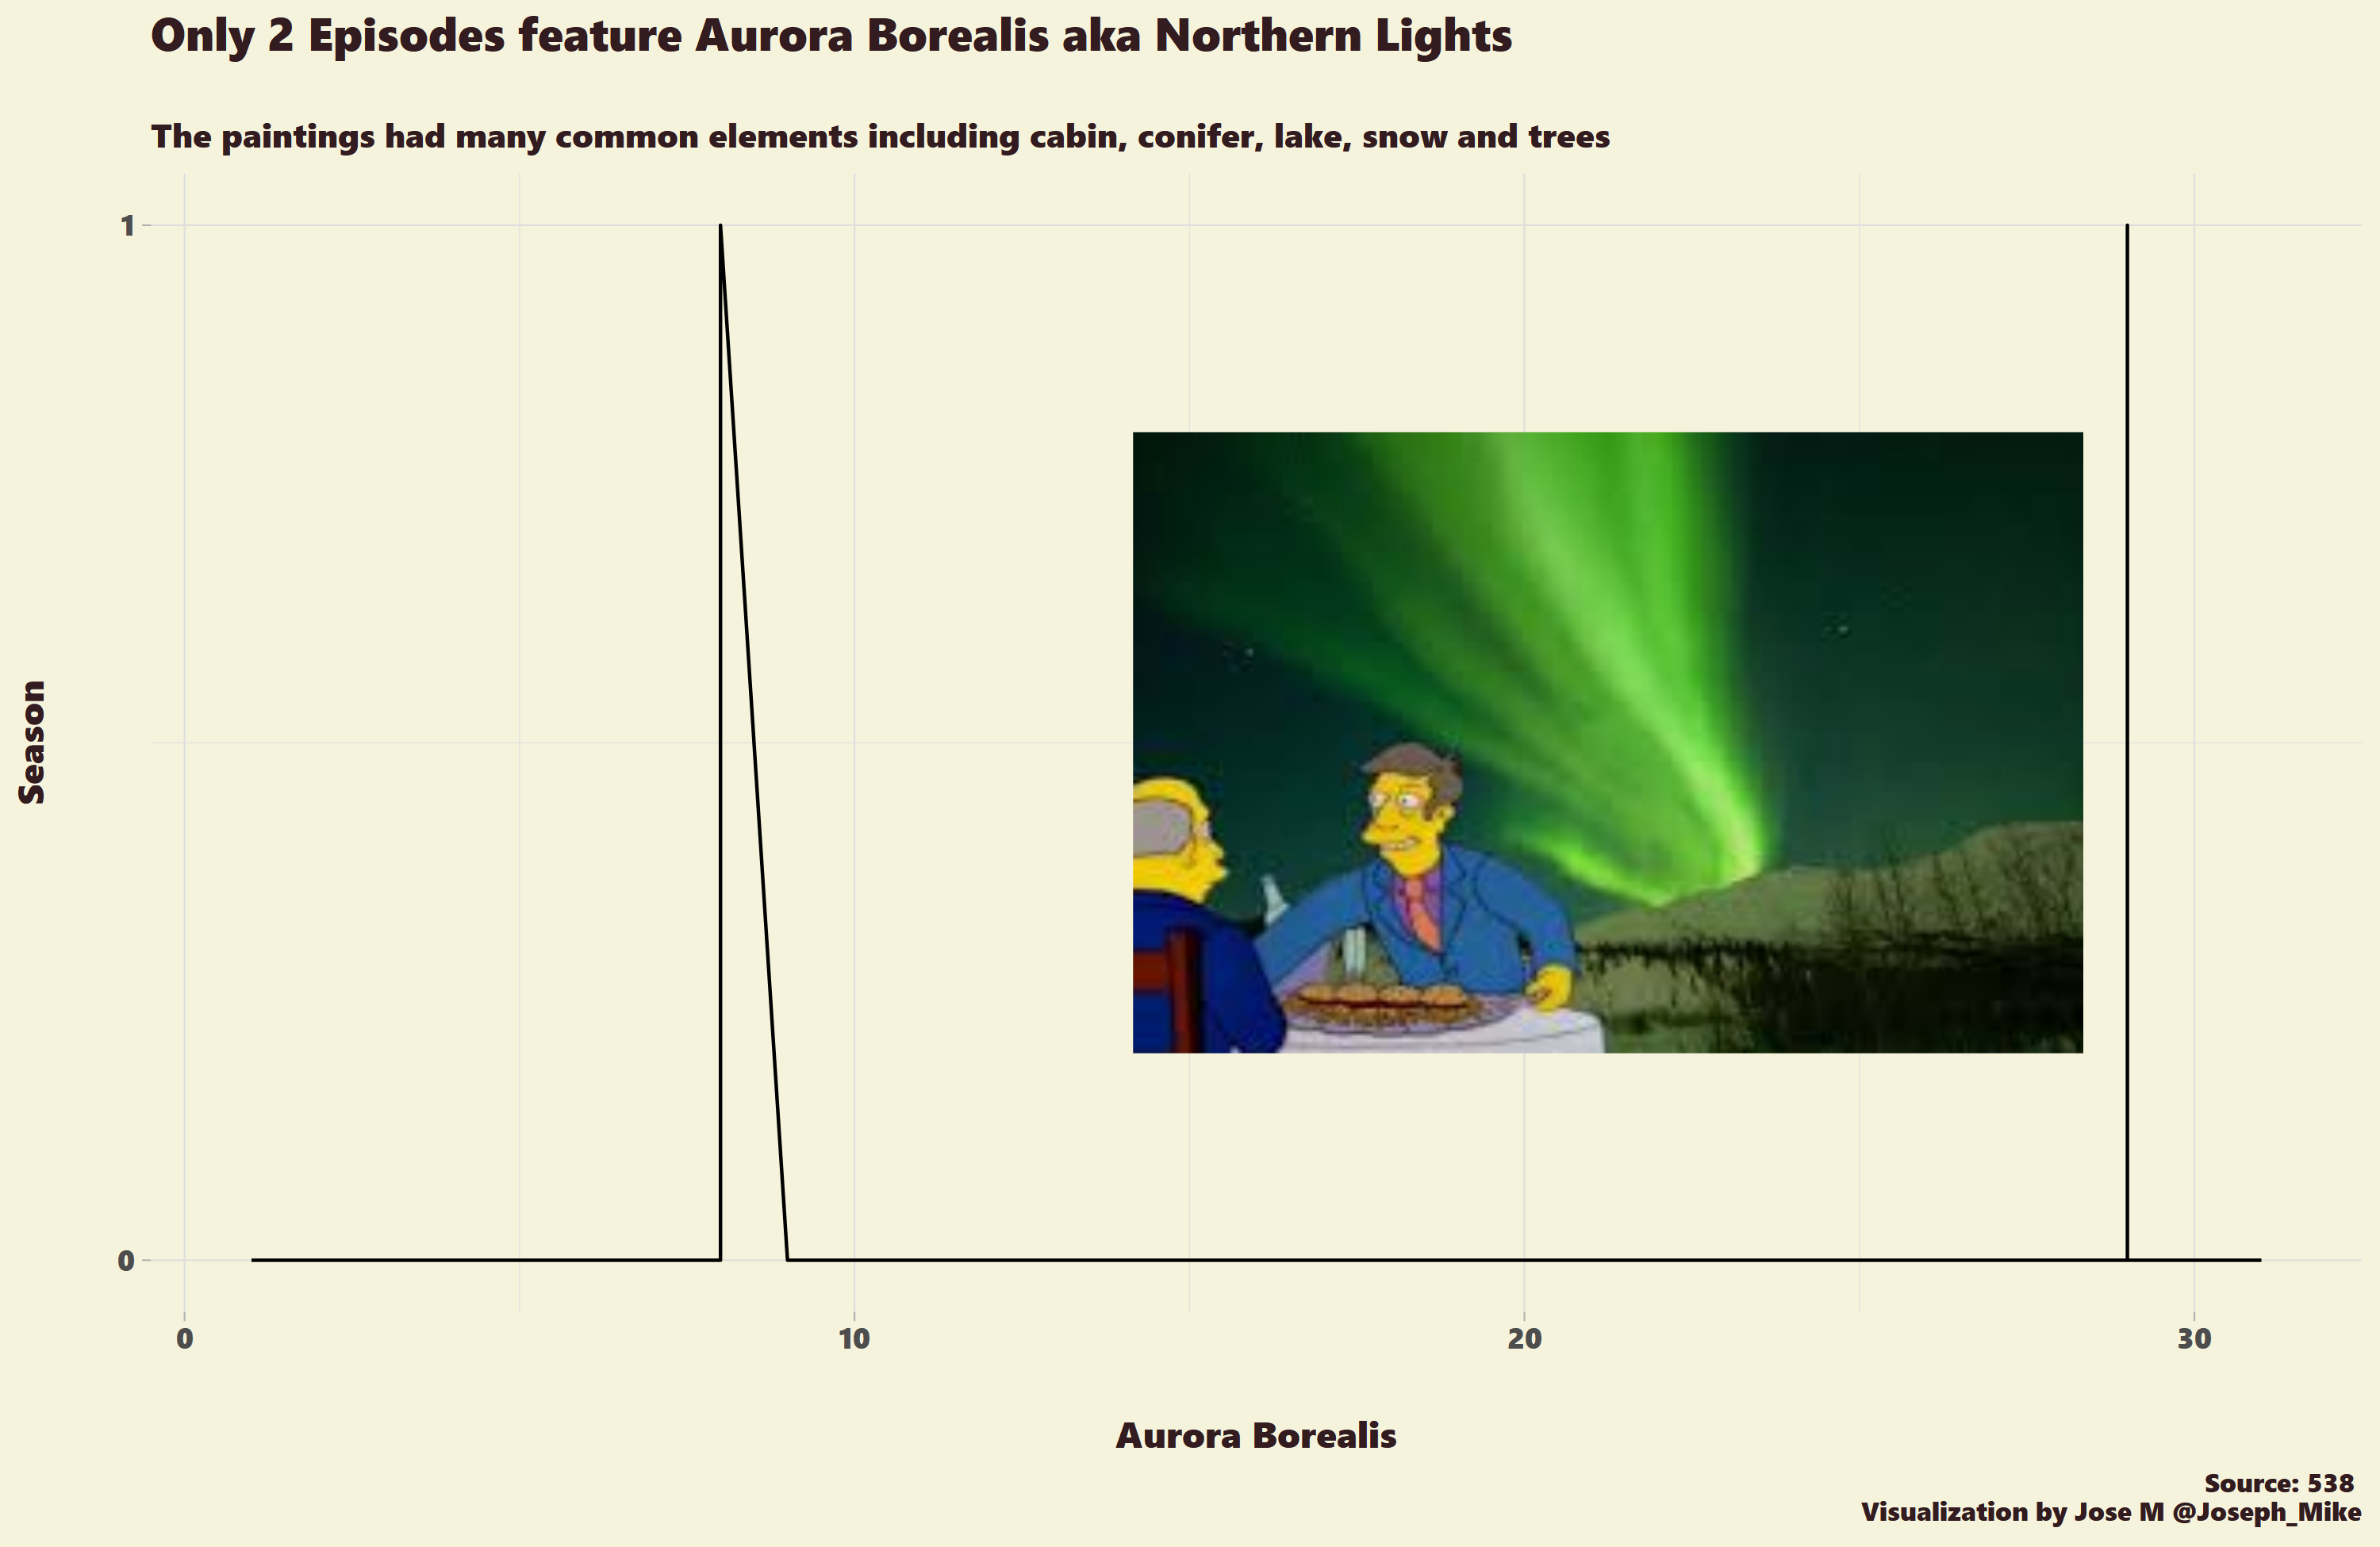 Only 2 Episodes feature Aurora Borealis aka Northern Lights
The paintings had many common elements including cabin, conifer, lake, snow and trees
1
Season
0
0 10 20 30
Aurora Borealis
Source: 538
Visualization by Jose M @Joseph_Mike